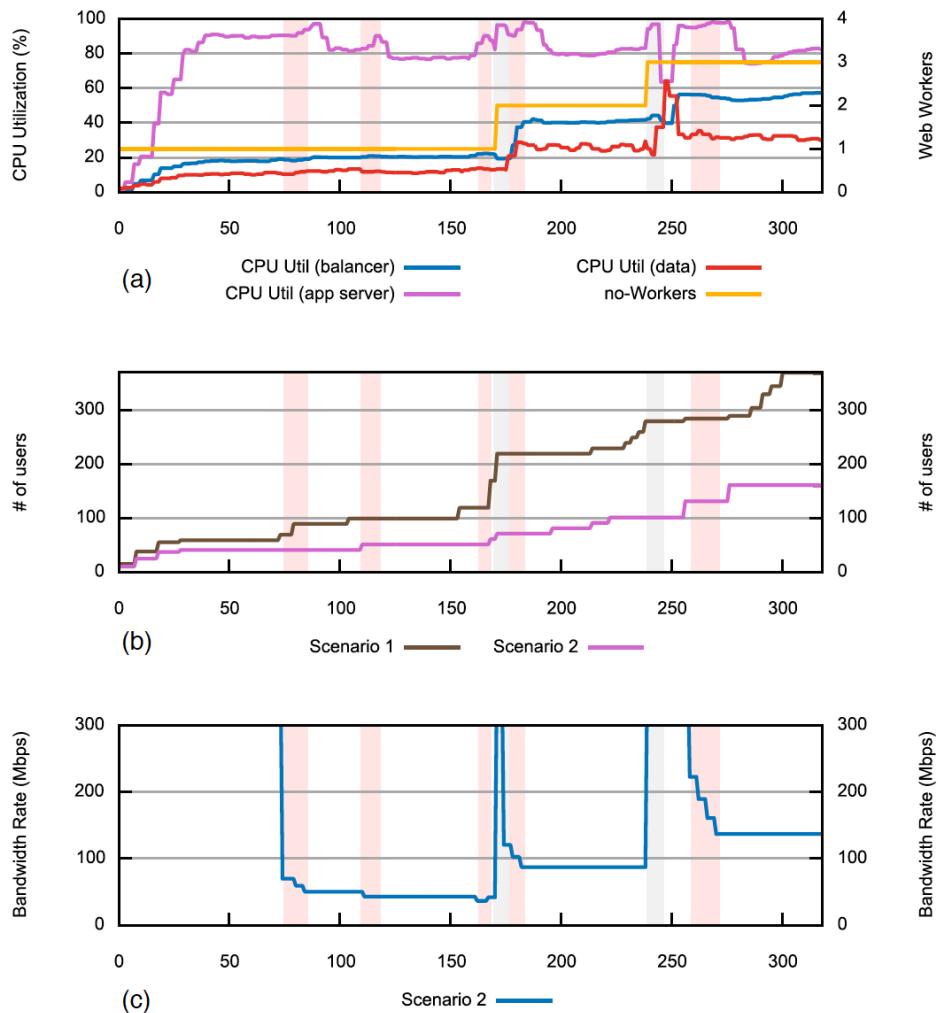 100
80
60
40
20
0
CPU Utilization (%)
4
3
2
1
0
Web Workers
0 50 100 150 200 250 300
(a)
CPU Util (balancer)
CPU Util (data)
CPU Util (app server)
no-Workers
300
200
100
0
# of users
300
200
100
0
# of users
0 50 100 150 200 250 300
(b)
Scenario 1
Scenario 2
300
200
100
0
Bandwidth Rate (Mbps)
300
200
100
0
Bandwidth Rate (Mbps)
0 50 100 150 200 250 300
(c)
Scenario 2